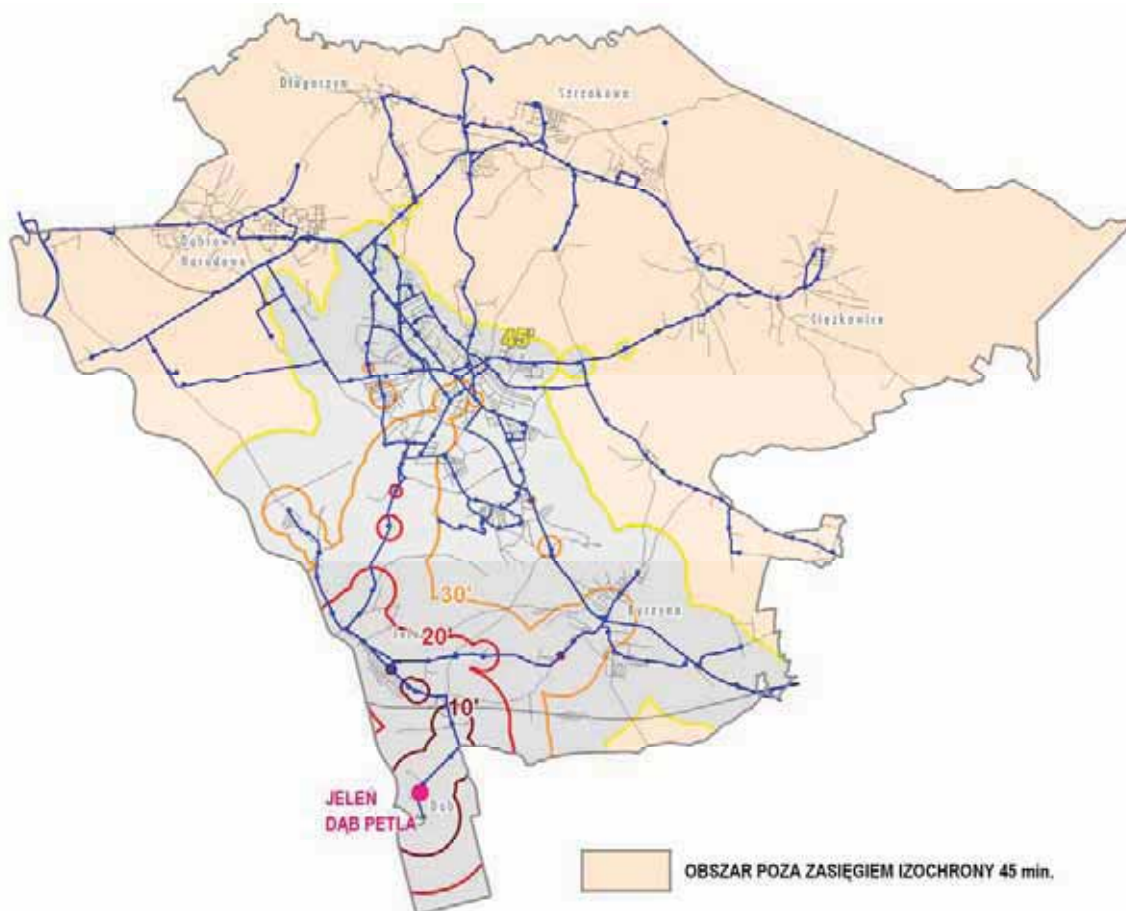 Długoszyn
Szczakowa
Dąbrowa
Narodowa
Ciężkowice
45'
30'
Byczyna
20'
10'
JELEŃ
DĄB PETLA
Dąb
OBSZAR POZA ZASIĘGIEM IZOCHRONY 45 min.